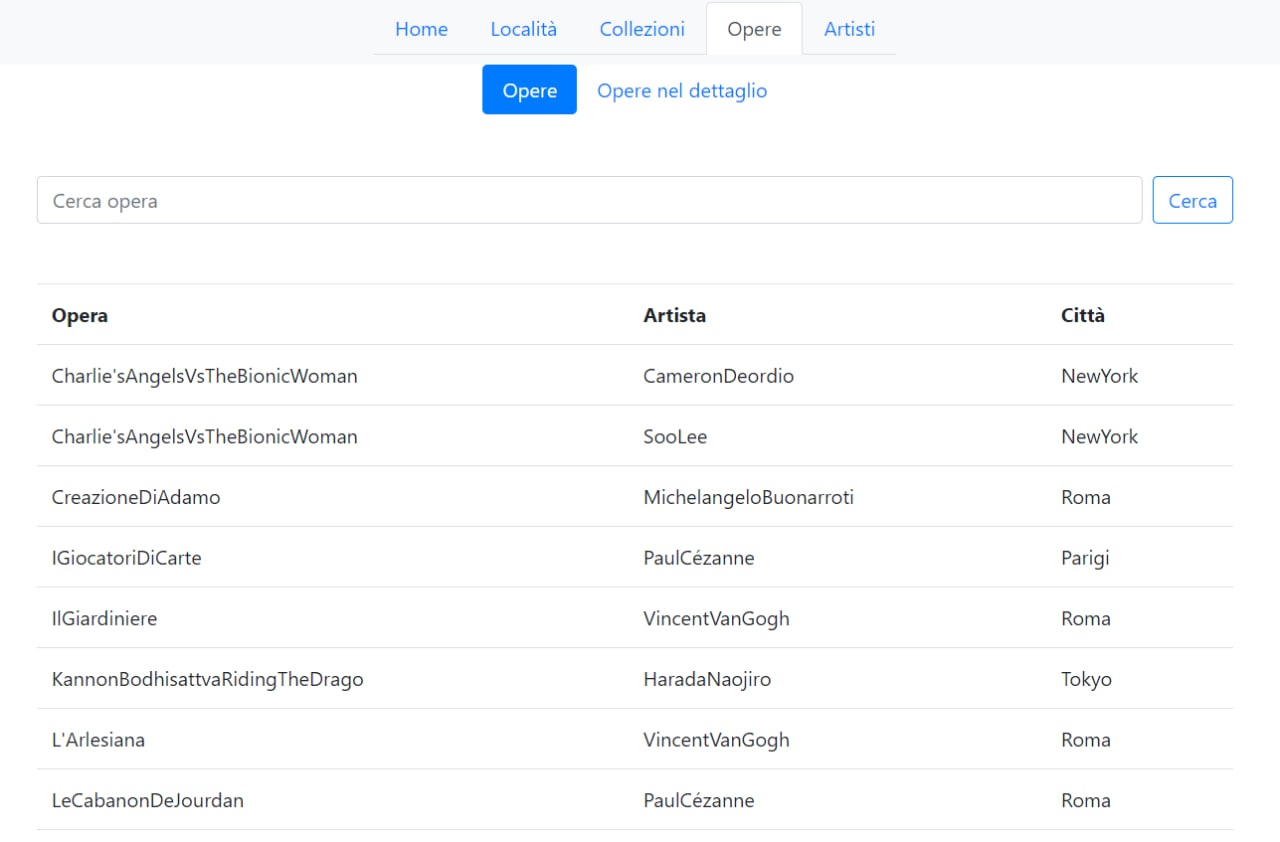 Home Località Collezioni Opere Artisti
Opere Opere nel dettaglio
Cerca opera Cerca
Opera Artista Città
Charlie'sAngelsVsTheBionicWoman CameronDeordio NewYork
Charlie'sAngelsVsTheBionicWoman SooLee NewYork
CreazioneDiAdamo MichelangeloBuonarroti Roma
IGiocatoriDiCarte PaulCézanne Parigi
IlGiardiniere VincentVanGogh Roma
KannonBodhisattvaRidingTheDrago HaradaNaojiro Tokyo
L'Arlesiana VincentVanGogh Roma
LeCabanonDeJourdan PaulCézanne Roma